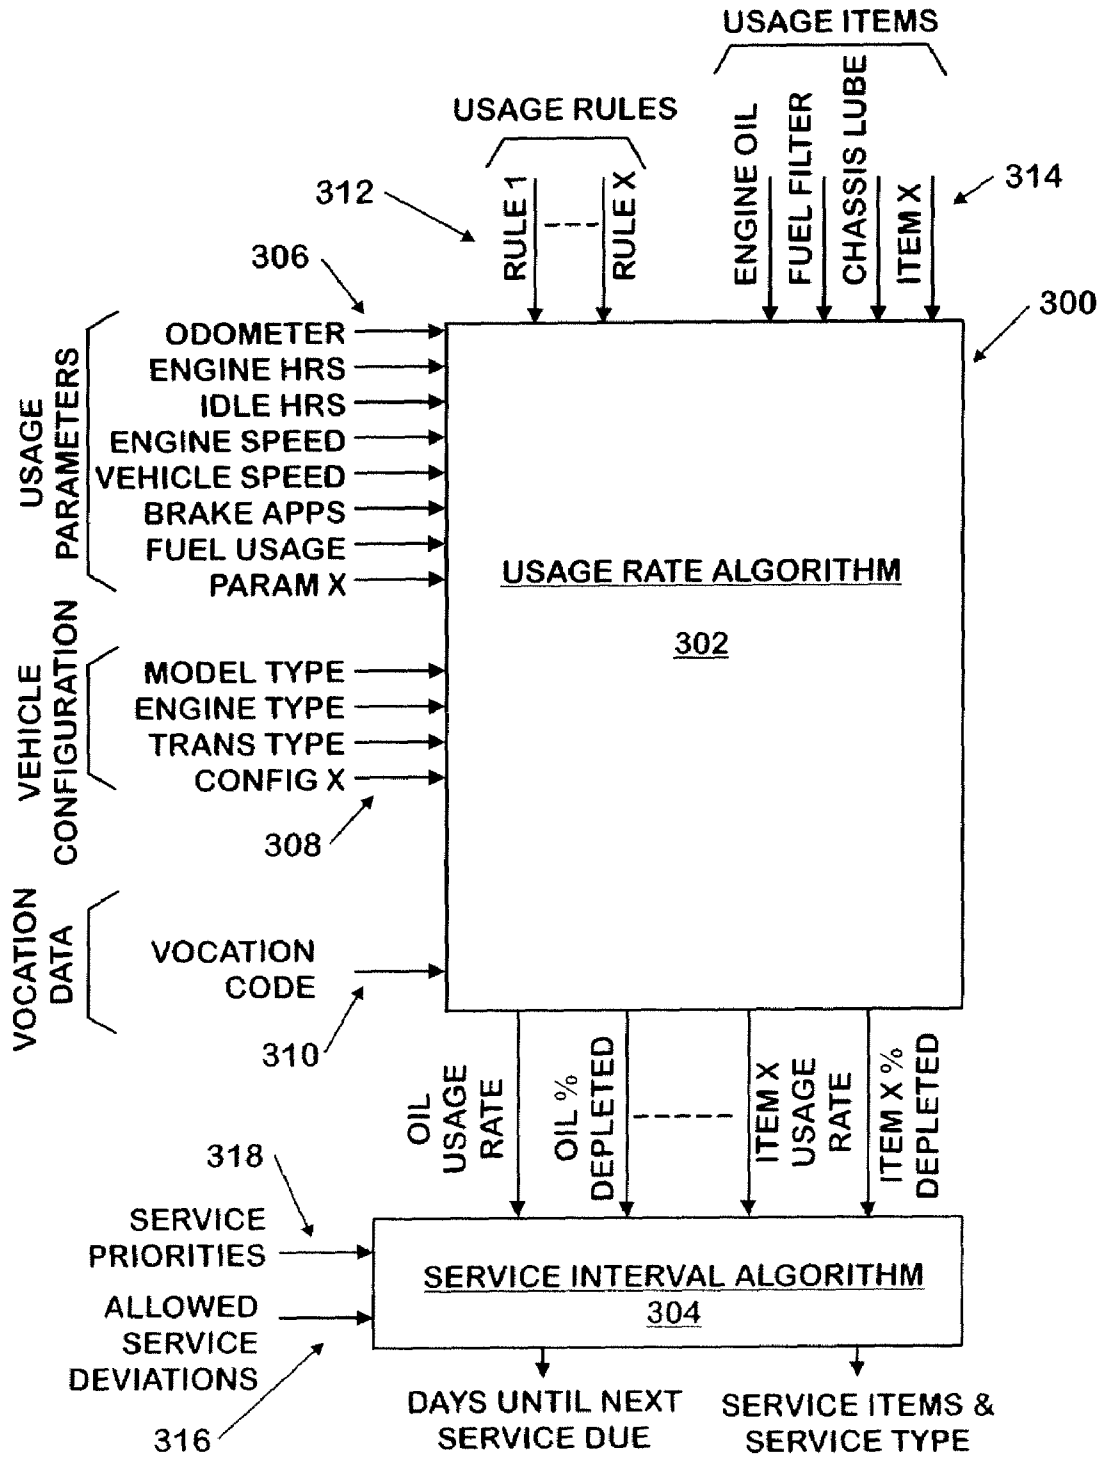 USAGE ITEMS
USAGE RULES
ENGINE OIL
FUEL FILTER
CHASSIS LUBE
ITEM X
314
312
RULE 1
RULE X
306
300
USAGE
PARAMETERS
ODOMETER
ENGINE HRS
IDLE HRS
ENGINE SPEED
VEHICLE SPEED
BRAKE APPS
FUEL USAGE
PARAM X
USAGE RATE ALGORITHM
302
VEHICLE
CONFIGURATION
MODEL TYPE
ENGINE TYPE
TRANS TYPE
CONFIG X
308
VOCATION
DATA
VOCATION
CODE
310
OIL
USAGE
RATE
OIL %
DEPLETED
ITEM X
USAGE
RATE
ITEM X %
DEPLETED
318
SERVICE
PRIORITIES
SERVICE INTERVAL ALGORITHM
304
ALLOWED
SERVICE
DEVIATIONS
316
DAYS UNTIL NEXT
SERVICE DUE
SERVICE ITEMS &
SERVICE TYPE